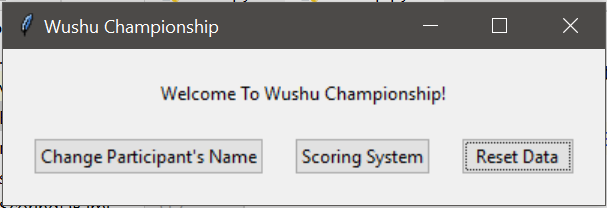 Wushu Championship
Welcome To Wushu Championship!
Change Participant's Name
Scoring System
Reset Data